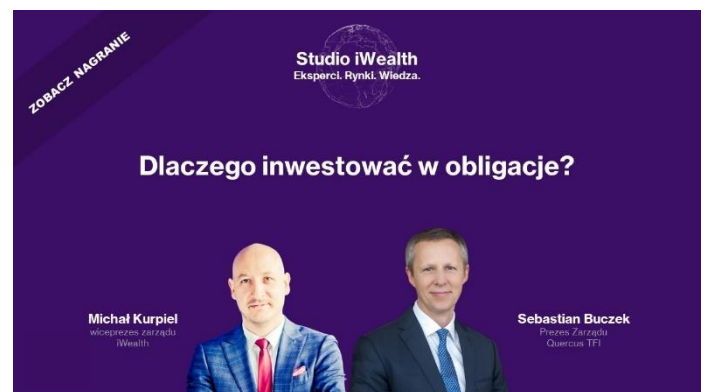 ZOBACZ NAGRANIE
Studio iWealth
Eksperci. Rynki. Wiedza.
Dlaczego inwestować w obligacje?
Michał Kurpiel
wiceprezes zarządu
iWealth
Sebastian Buczek
Prezes Zarządu
Quercus TFI